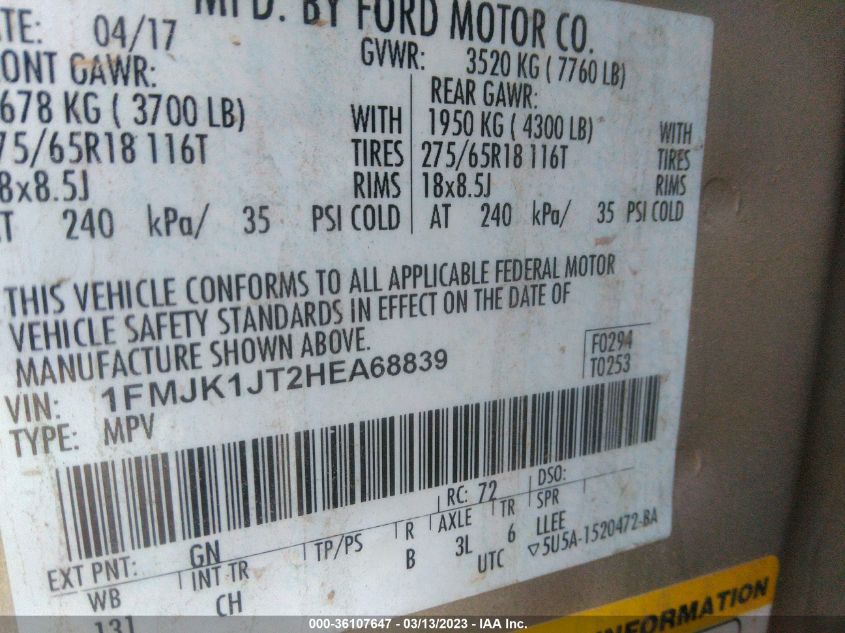 MFD. BY FORD MOTOR CO.
ATE: 04/17 GVWR: 3520 KG ( 7760 LB)
ONT GAWR: REAR GAWR:
678 KG ( 3700 LB) WITH 1950 KG ( 4300 LB) WITH
75/65R18 116T TIRES 275/65R18 116T TIRES
8x8.5J RIMS 18x8.5J RIMS
AT 240 kPa/ 35 PSI COLD AT 240 kPa/ 35 PSI COLD
THIS VEHICLE CONFORMS TO ALL APPLICABLE FEDERAL MOTOR
VEHICLE SAFETY STANDARDS IN EFFECT ON THE DATE OF
MANUFACTURE SHOWN ABOVE.
F0294
T0253
VIN: 1FMJK1JT2HEA68839
TYPE: MPV
RC: 72 DSO:
EXT PNT: GN TP/PS R AXLE TR SPR
WB INT TR B 3L 6 LLEE
131 CH UTC ▽5U5A-1520472-BA
INFORMATION
000-36107647 - 03/13/2023 - IAA Inc.